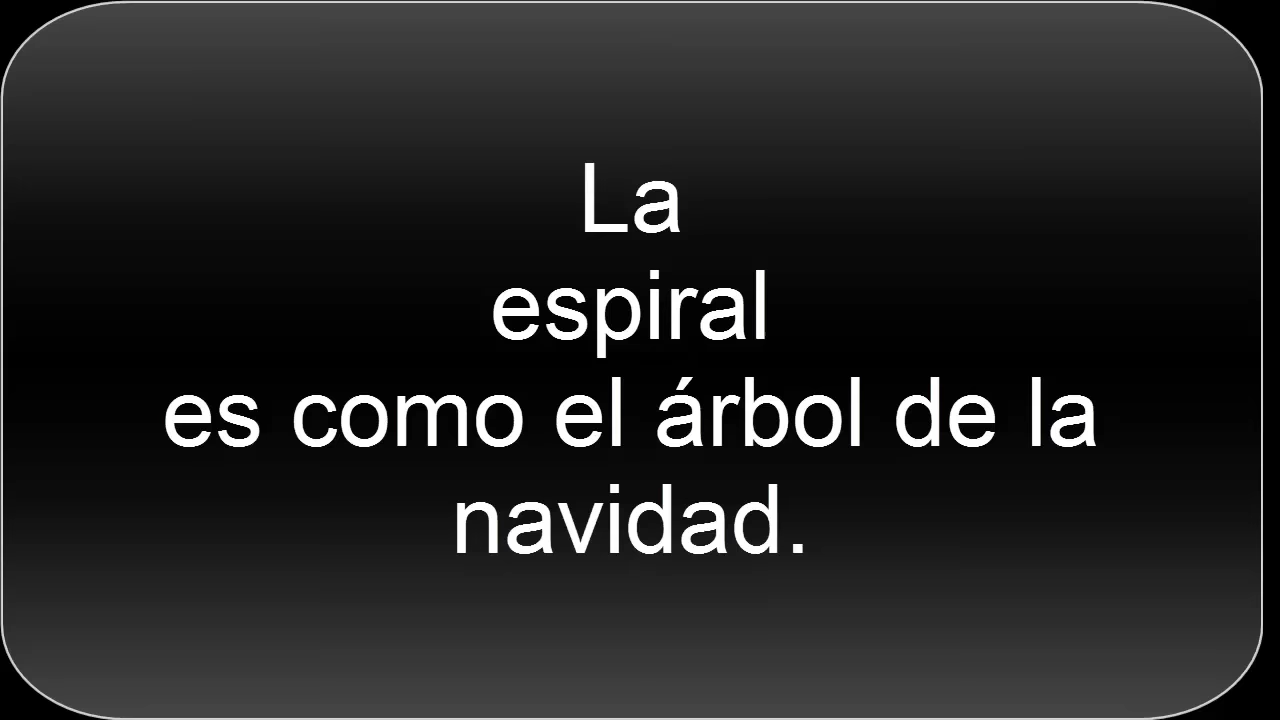 La
espiral
es como el árbol de la
navidad.